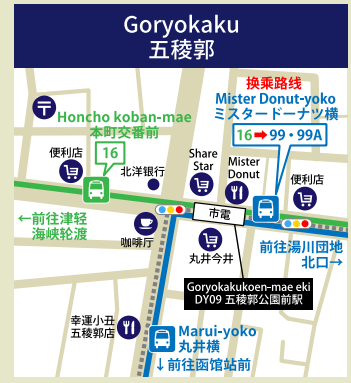 Goryokaku
五稜郭
换乘路线
Mister Donut-yoko
ミスタードーナツ横
16➡99・99A
Honcho koban-mae
本町交番前
16
〒
便利店
北洋银行
Share
Star
Mister
Donut
便利店
←前往津轻
海峡轮渡
咖啡厅
市電
丸井今井
前往湯川団地
北口→
Goryokakukoen-mae eki
DY09 五稜郭公園前駅
幸運小丑
五稜郭店
Marui-yoko
丸井横
↓前往函馆站前